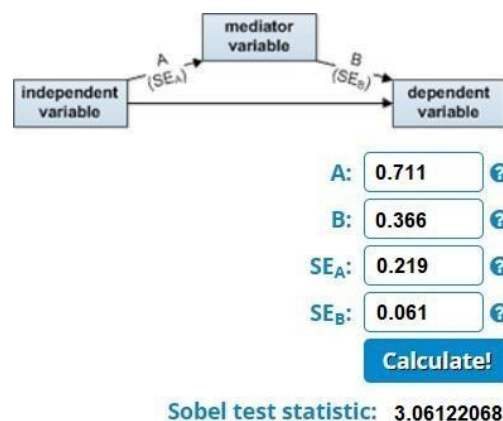 mediator
variable
A
(SEA)
B
(SEB)
independent
variable
dependent
variable
A: 0.711 ?
B: 0.366 ?
SEA: 0.219 ?
SEB: 0.061 ?
Calculate!
Sobel test statistic: 3.06122068